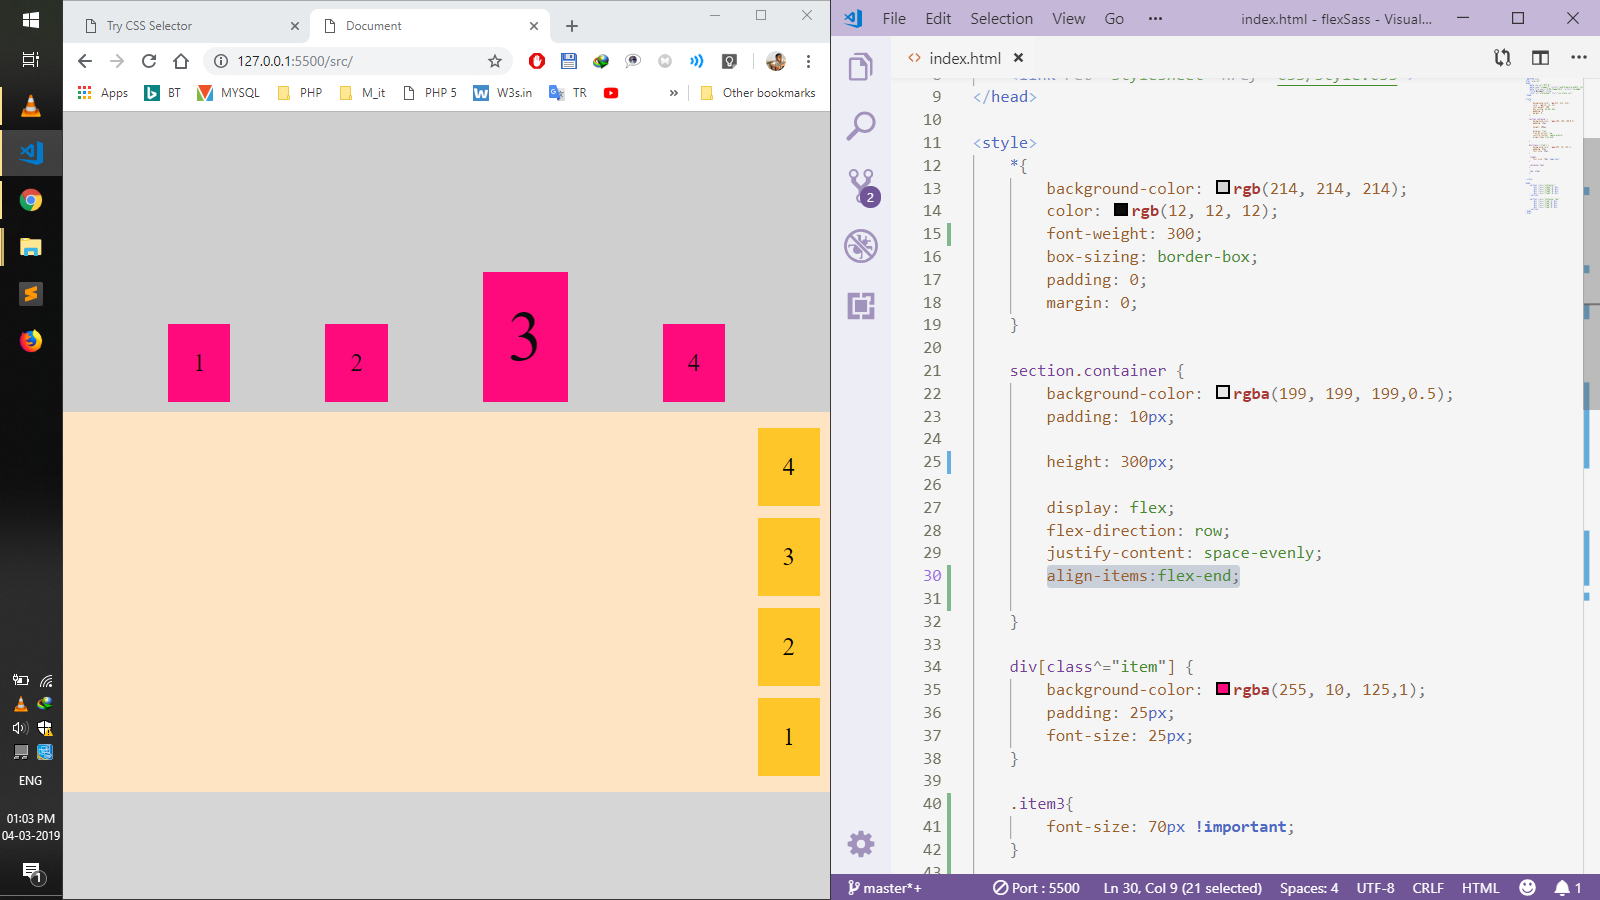 Try CSS Selector
Document
127.0.0.1:5500/src/
Apps
BT
MYSQL
PHP
M_it
PHP 5
W3s.in
TR
»
Other bookmarks
1
2
3
4
4
3
2
1
ENG
01:03 PM
04-03-2019
1
File Edit Selection View Go ··· index.html - flexSass - Visual...
index.html
2
9 </head>
10
11 <style>
12 *{
13 background-color: rgb(214, 214, 214);
14 color: rgb(12, 12, 12);
15 font-weight: 300;
16 box-sizing: border-box;
17 padding: 0;
18 margin: 0;
19 }
20
21 section.container {
22 background-color: rgba(199, 199, 199,0.5);
23 padding: 10px;
24
25 height: 300px;
26
27 display: flex;
28 flex-direction: row;
29 justify-content: space-evenly;
30 align-items:flex-end;
31
32 }
33
34 div[class^="item"] {
35 background-color: rgba(255, 10, 125,1);
36 padding: 25px;
37 font-size: 25px;
38 }
39
40 .item3{
41 font-size: 70px !important;
42 }
43
master*+ Port : 5500 Ln 30, Col 9 (21 selected) Spaces: 4 UTF-8 CRLF HTML 1